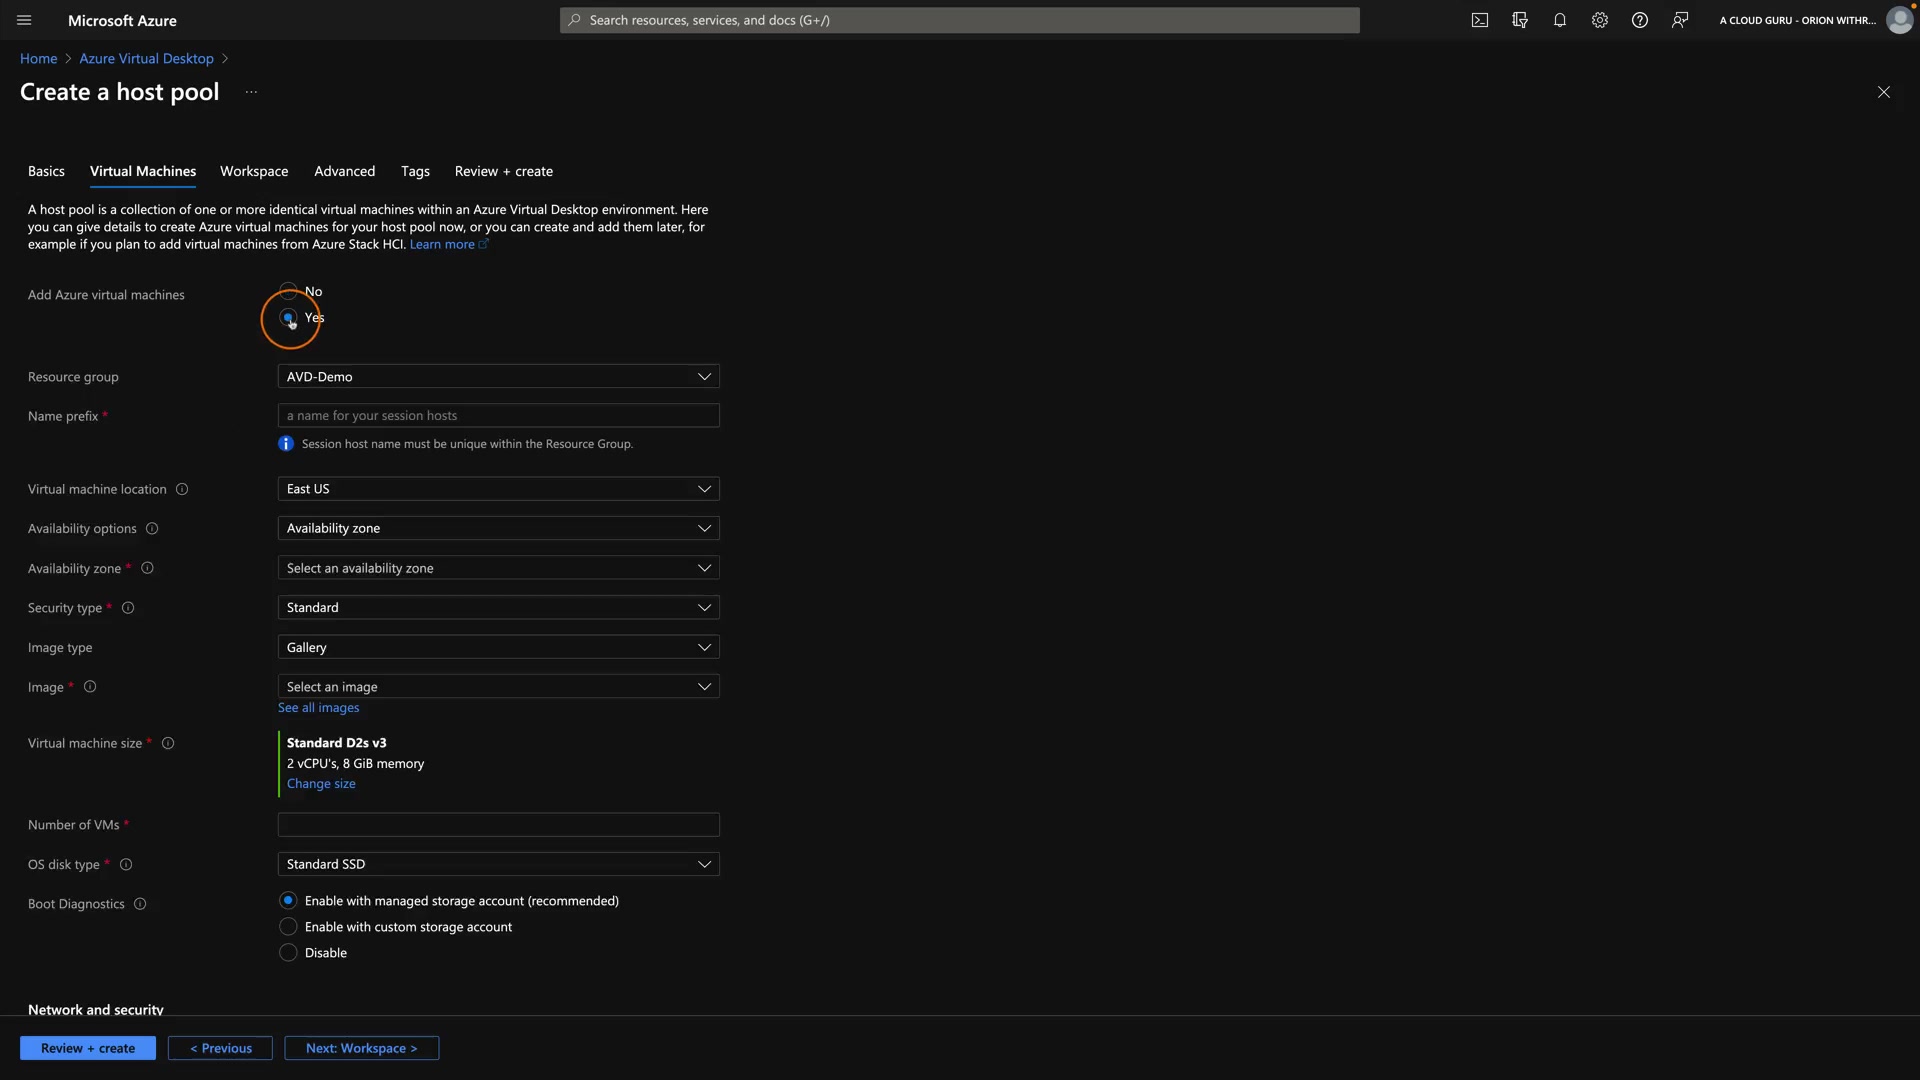 Microsoft Azure
Search resources, services, and docs (G+/)
A CLOUD GURU - ORION WITHR...
Home > Azure Virtual Desktop >
Create a host pool ...
Basics Virtual Machines Workspace Advanced Tags Review + create
A host pool is a collection of one or more identical virtual machines within an Azure Virtual Desktop environment. Here
you can give details to create Azure virtual machines for your host pool now, or you can create and add them later, for
example if you plan to add virtual machines from Azure Stack HCI. Learn more
Add Azure virtual machines
No
Yes
Resource group
AVD-Demo
Name prefix *
a name for your session hosts
Session host name must be unique within the Resource Group.
Virtual machine location
East US
Availability options
Availability zone
Availability zone *
Select an availability zone
Security type *
Standard
Image type
Gallery
Image *
Select an image
See all images
Virtual machine size *
Standard D2s v3
2 vCPU's, 8 GiB memory
Change size
Number of VMs *
OS disk type *
Standard SSD
Boot Diagnostics
Enable with managed storage account (recommended)
Enable with custom storage account
Disable
Network and security
Review + create
< Previous
Next: Workspace >